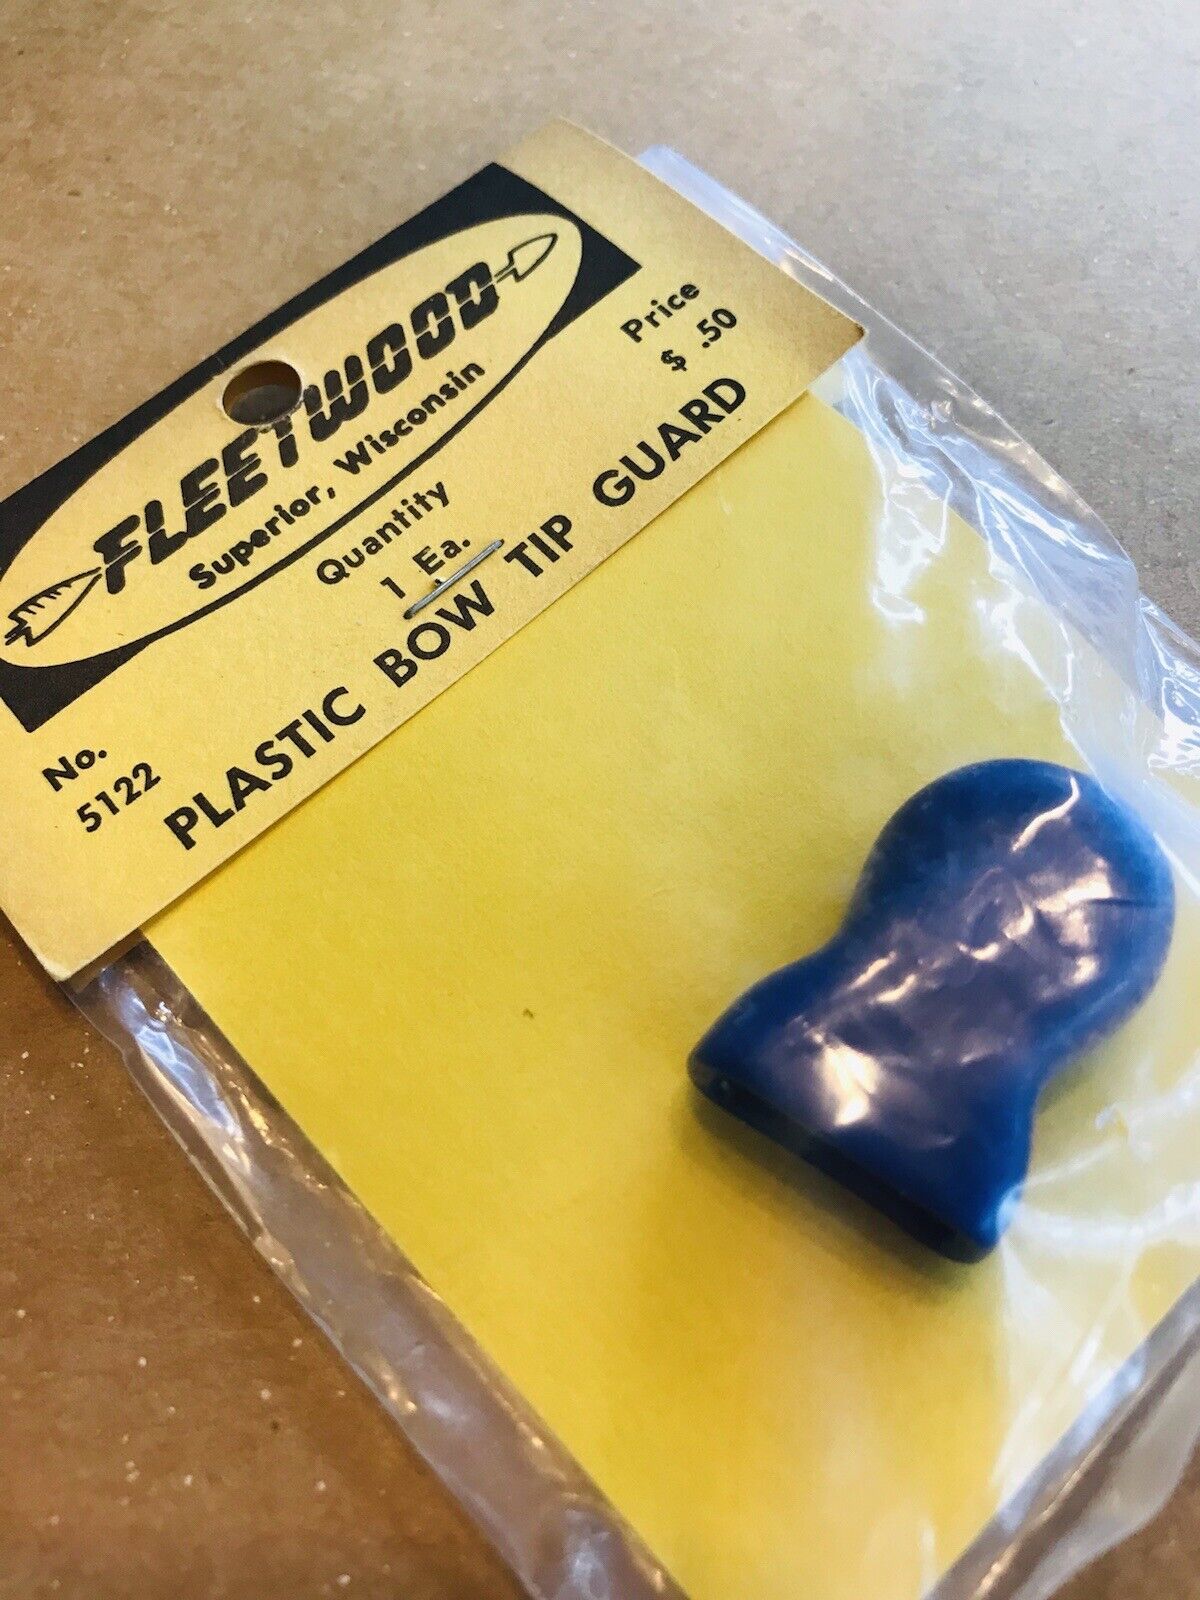 FLEETWOOD
Superior, Wisconsin
No.
5122
Quantity
1 Ea.
Price
$ .50
PLASTIC BOW TIP GUARD